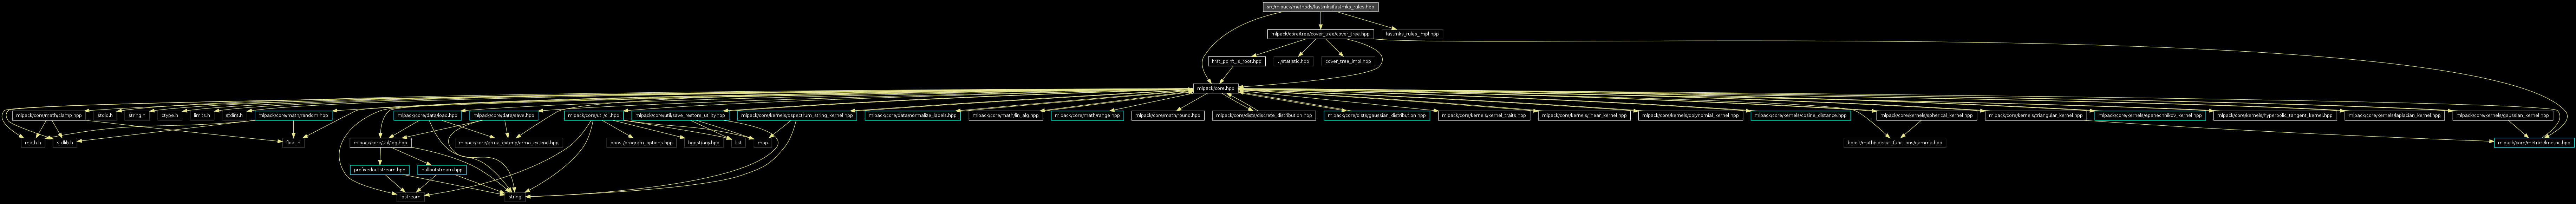 src/mlpack/methods/fastmks/fastmks_rules.hpp
mlpack/core/tree/cover_tree/cover_tree.hpp
fastmks_rules_impl.hpp
first_point_is_root.hpp
../statistic.hpp
cover_tree_impl.hpp
mlpack/core.hpp
mlpack/core/math/clamp.hpp
stdio.h
string.h
ctype.h
limits.h
stdint.h
mlpack/core/math/random.hpp
mlpack/core/data/load.hpp
mlpack/core/data/save.hpp
mlpack/core/util/cli.hpp
mlpack/core/util/save_restore_utility.hpp
mlpack/core/kernels/pspectrum_string_kernel.hpp
mlpack/core/data/normalize_labels.hpp
mlpack/core/math/lin_alg.hpp
mlpack/core/math/range.hpp
mlpack/core/math/round.hpp
mlpack/core/dists/discrete_distribution.hpp
mlpack/core/dists/gaussian_distribution.hpp
mlpack/core/kernels/kernel_traits.hpp
mlpack/core/kernels/linear_kernel.hpp
mlpack/core/kernels/polynomial_kernel.hpp
mlpack/core/kernels/cosine_distance.hpp
mlpack/core/kernels/spherical_kernel.hpp
mlpack/core/kernels/triangular_kernel.hpp
mlpack/core/kernels/epanechnikov_kernel.hpp
mlpack/core/kernels/hyperbolic_tangent_kernel.hpp
mlpack/core/kernels/laplacian_kernel.hpp
mlpack/core/kernels/gaussian_kernel.hpp
math.h
stdlib.h
float.h
mlpack/core/util/log.hpp
mlpack/core/arma_extend/arma_extend.hpp
boost/program_options.hpp
boost/any.hpp
list
map
boost/math/special_functions/gamma.hpp
mlpack/core/metrics/lmetric.hpp
prefixedoutstream.hpp
nulloutstream.hpp
iostream
string